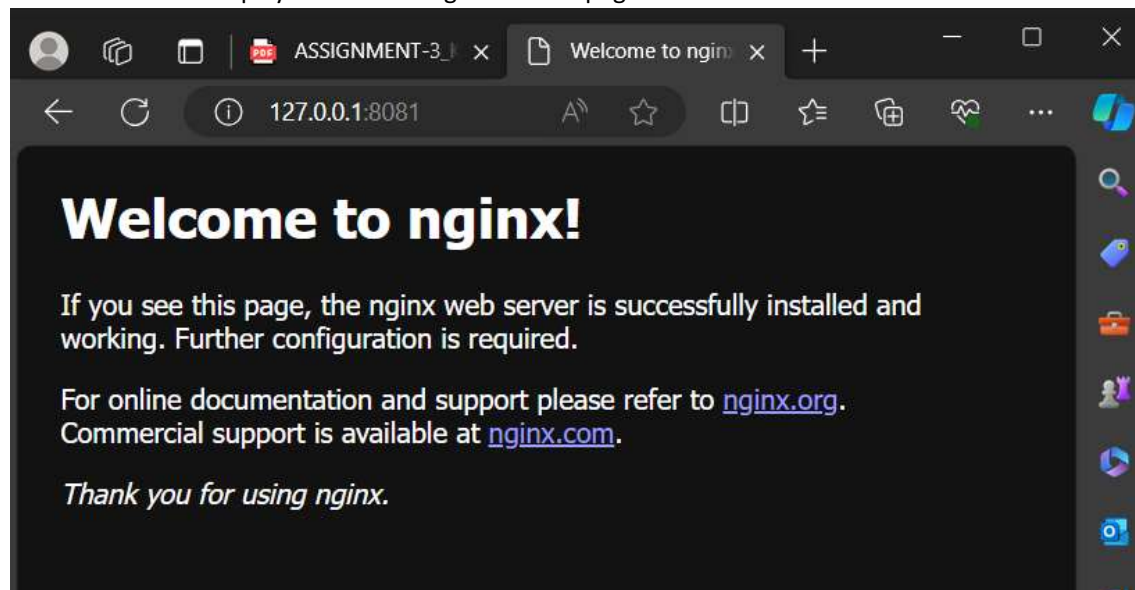 ASSIGNMENT-3_
Welcome to ngin
127.0.0.1:8081
Welcome to nginx!
If you see this page, the nginx web server is successfully installed and
working. Further configuration is required.
For online documentation and support please refer to nginx.org.
Commercial support is available at nginx.com.
Thank you for using nginx.